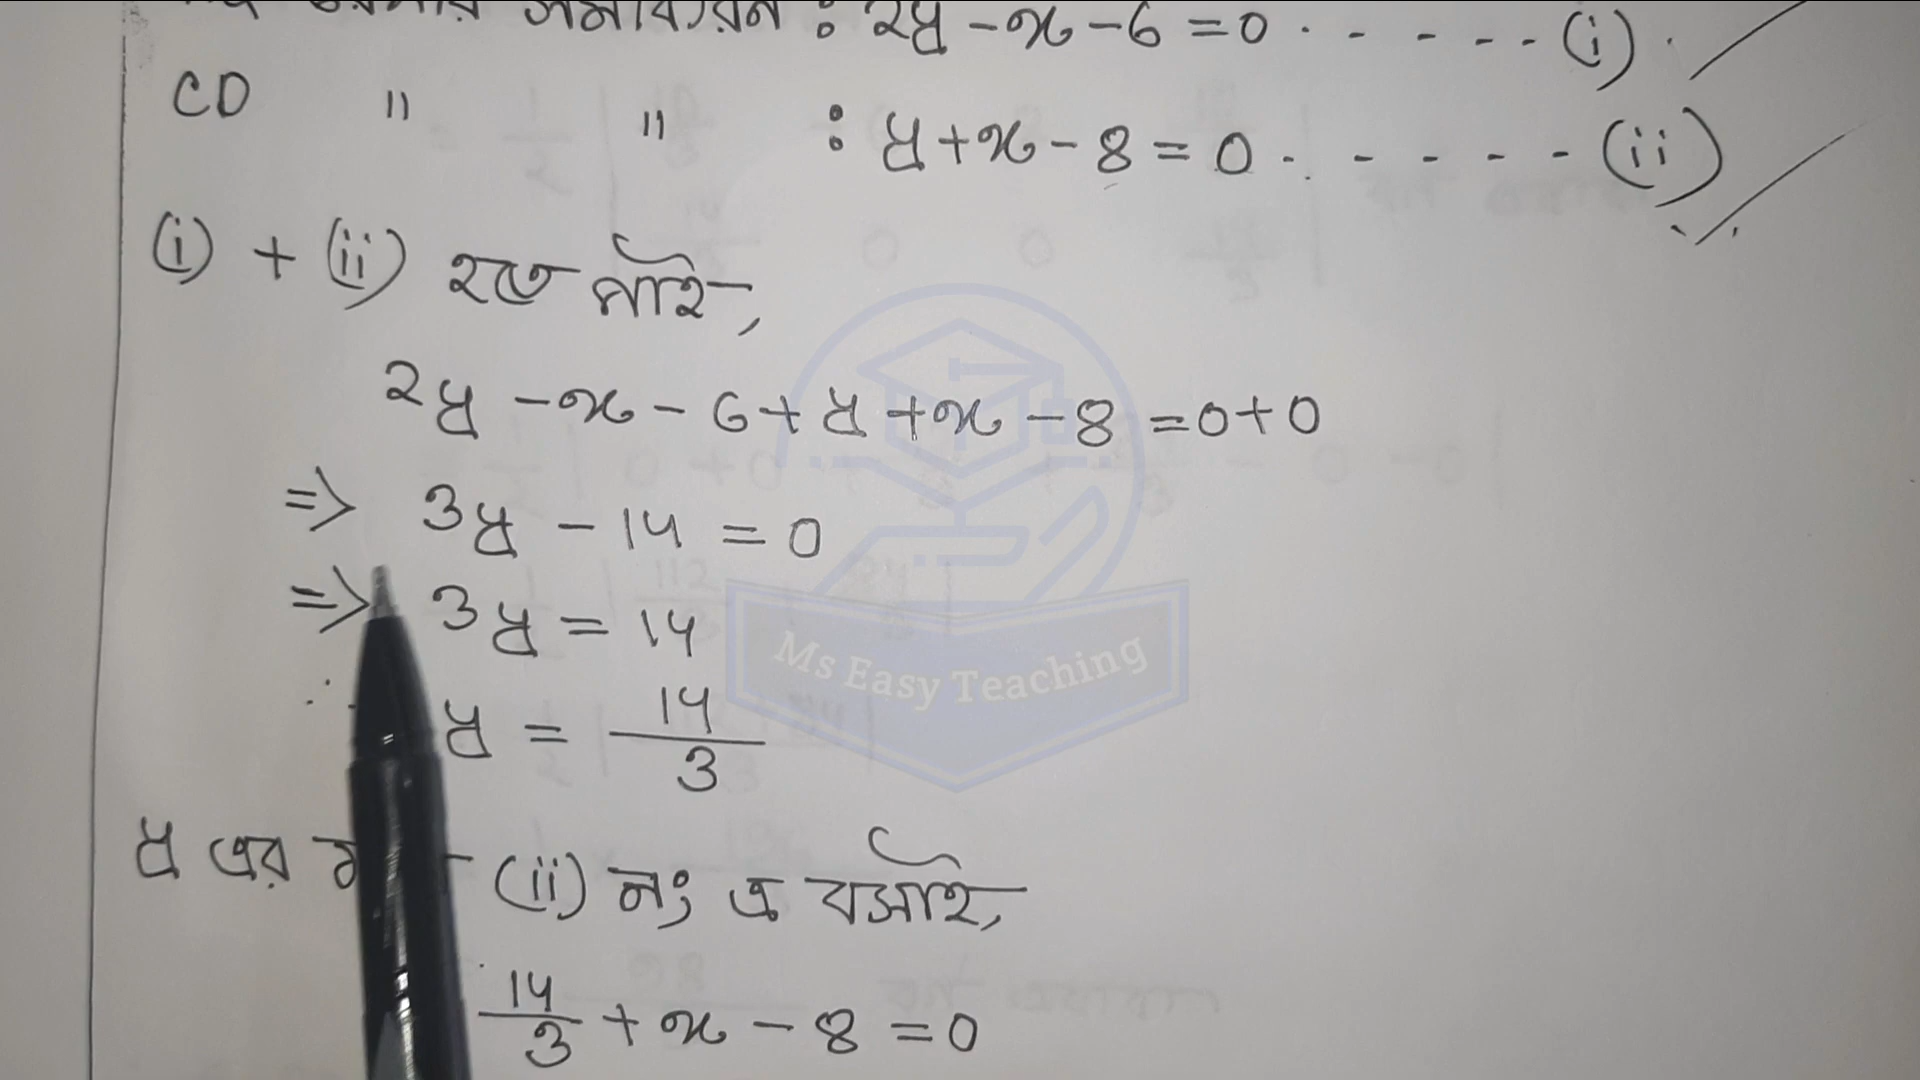 সমীকরণ : 2y - x - 6 = 0 . - - - - - (i)
CD " " : y + x - 8 = 0 . - - - - - (ii)
(i) + (ii) হতে পাই,
2y - x - 6 + y + x - 8 = 0 + 0
=> 3y - 14 = 0
=> 3y = 14
y = 14/3
y এর (ii) নং এ বসাই,
14/3 + x - 8 = 0
Ms Easy Teaching